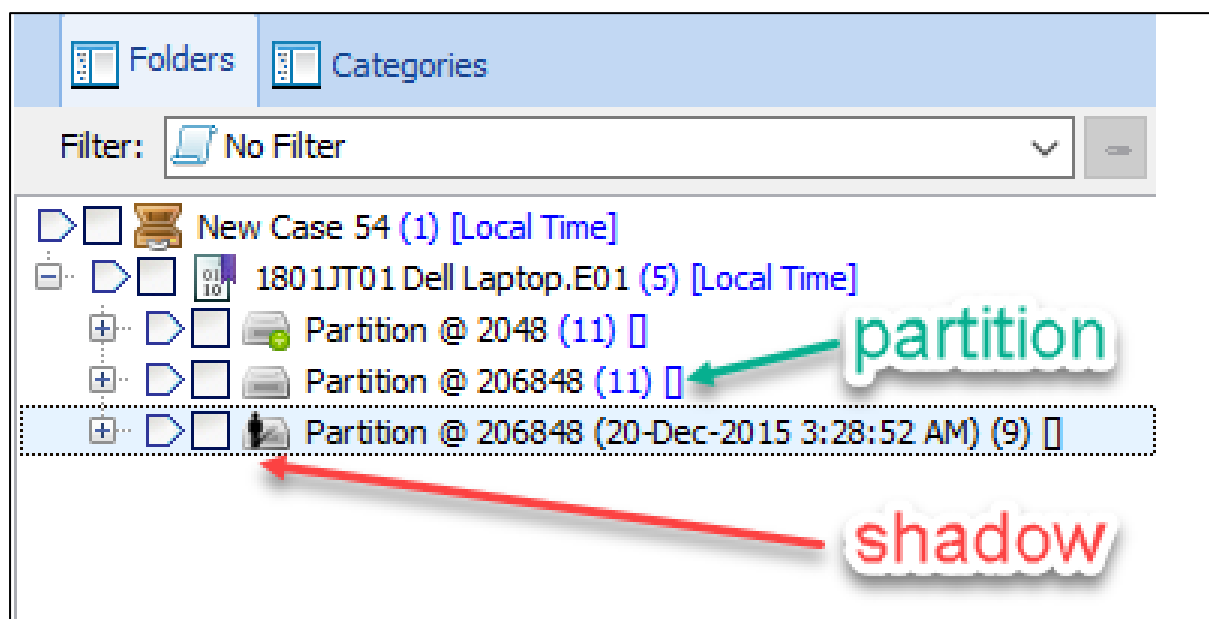 Folders Categories
Filter: No Filter
New Case 54 (1) [Local Time]
1801JT01 Dell Laptop.E01 (5) [Local Time]
Partition @ 2048 (11) []
partition
Partition @ 206848 (11) []
Partition @ 206848 (20-Dec-2015 3:28:52 AM) (9) []
shadow